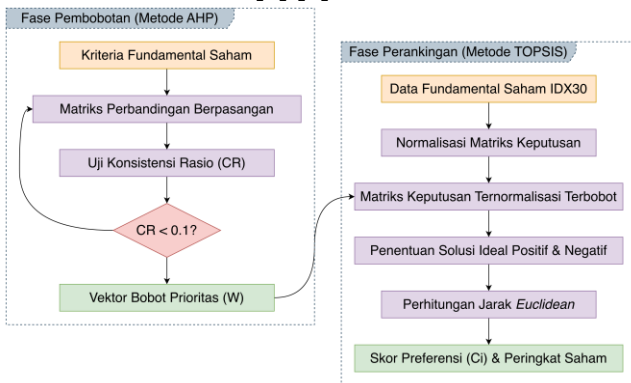 Fase Pembobotan (Metode AHP)
Kriteria Fundamental Saham
Matriks Perbandingan Berpasangan
Uji Konsistensi Rasio (CR)
CR < 0.1?
Vektor Bobot Prioritas (W)
Fase Perankingan (Metode TOPSIS)
Data Fundamental Saham IDX30
Normalisasi Matriks Keputusan
Matriks Keputusan Ternormalisasi Terbobot
Penentuan Solusi Ideal Positif & Negatif
Perhitungan Jarak Euclidean
Skor Preferensi (Ci) & Peringkat Saham